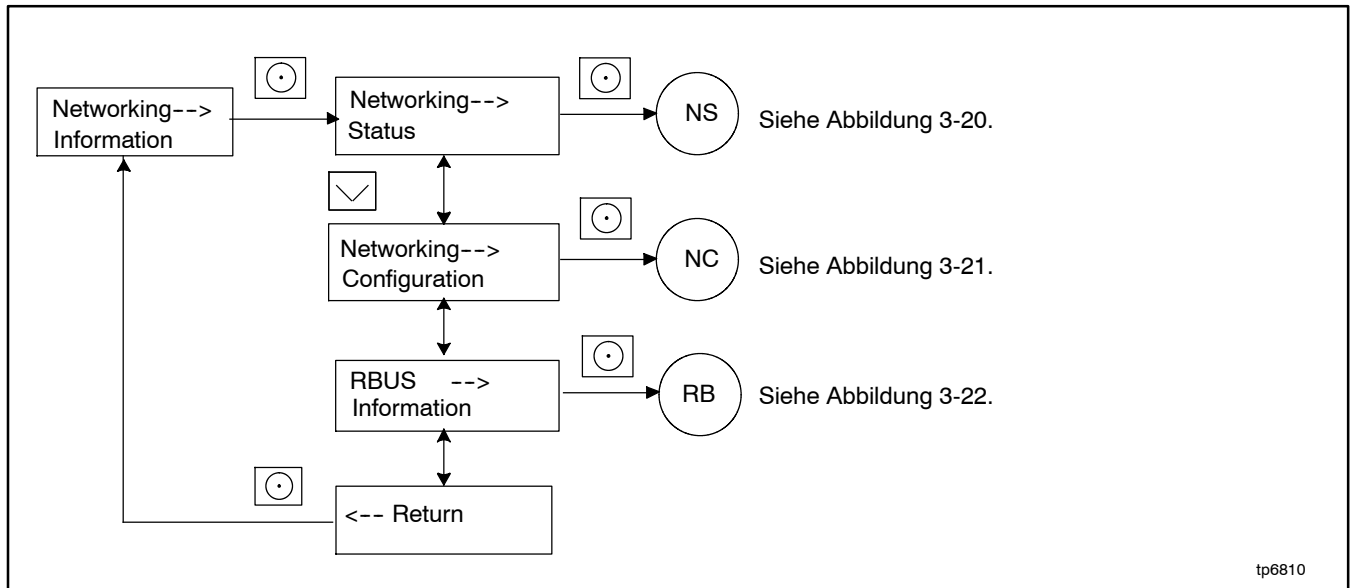 Networking-->
Information
Networking-->
Status
NS
Siehe Abbildung 3-20.
Networking-->
Configuration
NC
Siehe Abbildung 3-21.
RBUS -->
Information
RB
Siehe Abbildung 3-22.
<-- Return
tp6810